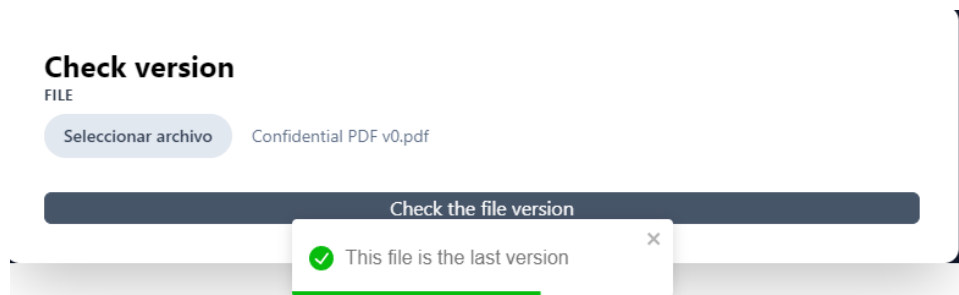 Check version
FILE
Seleccionar archivo Confidential PDF v0.pdf
Check the file version
This file is the last version